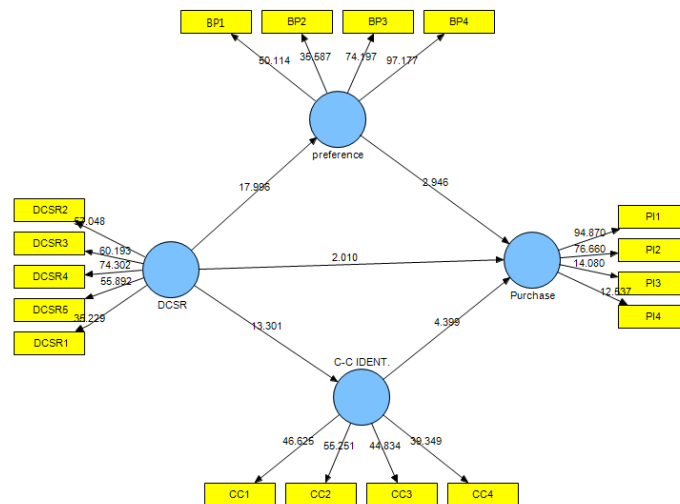 BP1
BP2
BP3
BP4
50.114
35.587
74.197
97.177
preference
17.996
2.946
DCSR2
DCSR3
DCSR4
DCSR5
DCSR1
57.048
60.193
74.302
55.892
35.229
DCSR
2.010
PI1
PI2
PI3
PI4
94.870
76.660
14.080
12.537
Purchase
13.301
4.399
C-C IDENT.
46.625
55.251
44.834
39.349
CC1
CC2
CC3
CC4